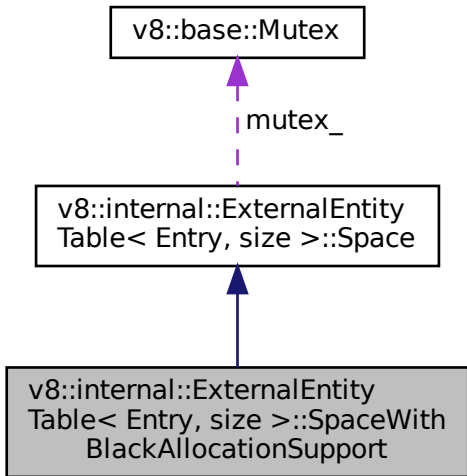 v8::base::Mutex
mutex_
v8::internal::ExternalEntity
Table< Entry, size >::Space
v8::internal::ExternalEntity
Table< Entry, size >::SpaceWith
BlackAllocationSupport